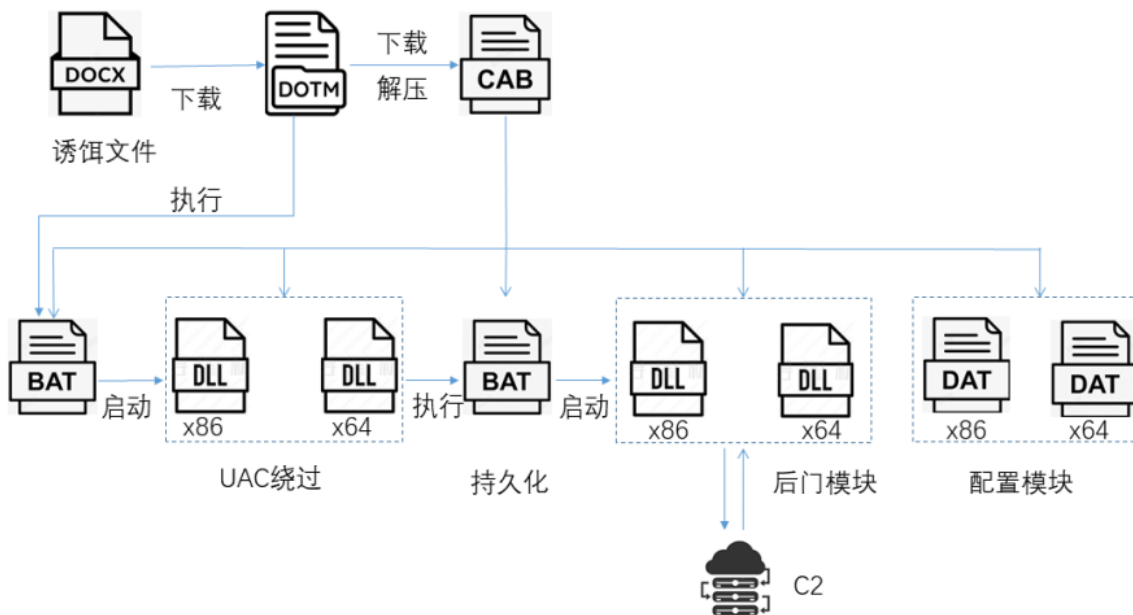 DOCX
下载
DOTM
下载
解压
CAB
诱饵文件
执行
BAT
启动
DLL
DLL
x86
x64
UAC绕过
执行
BAT
持久化
启动
DLL
DLL
x86
x64
后门模块
DAT
DAT
x86
x64
配置模块
C2